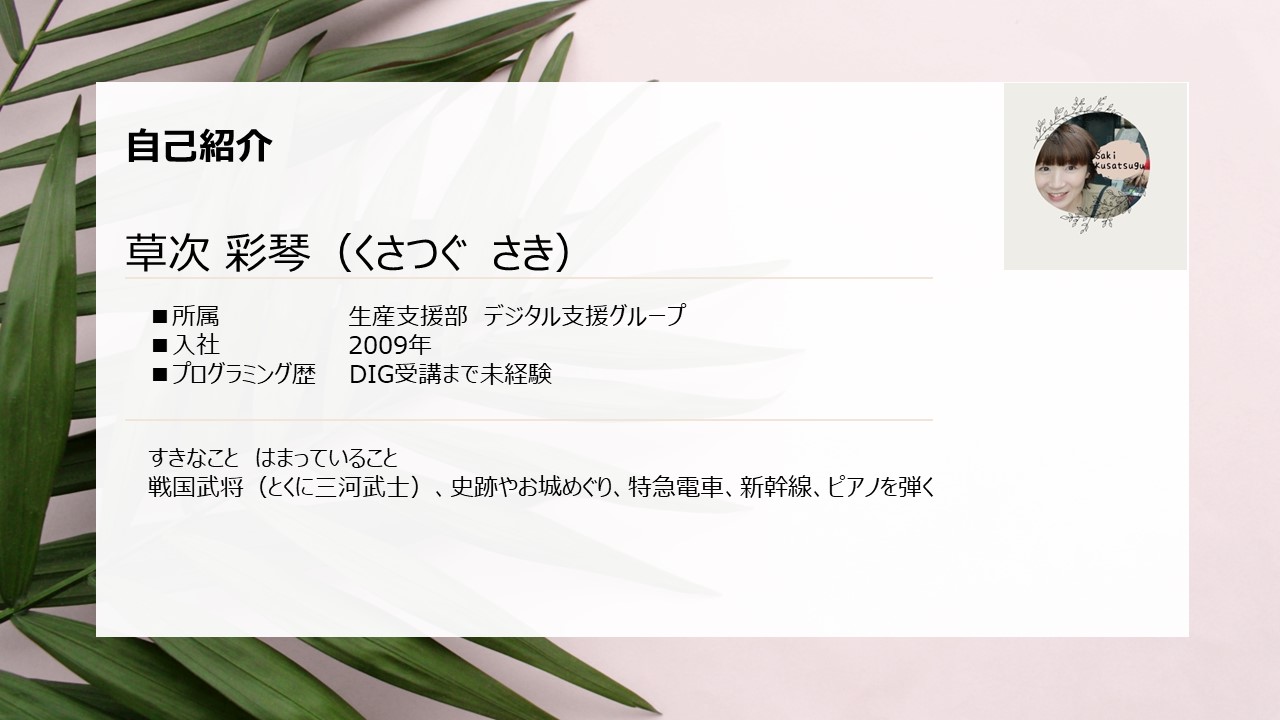 自己紹介
Saki
Kusatsugu
草次 彩琴（くさつぐ さき）
■所属 生産支援部 デジタル支援グループ
■入社 2009年
■プログラミング歴 DIG受講まで未経験
すきなこと はまっていること
戦国武将（とくに三河武士）、史跡やお城めぐり、特急電車、新幹線、ピアノを弾く